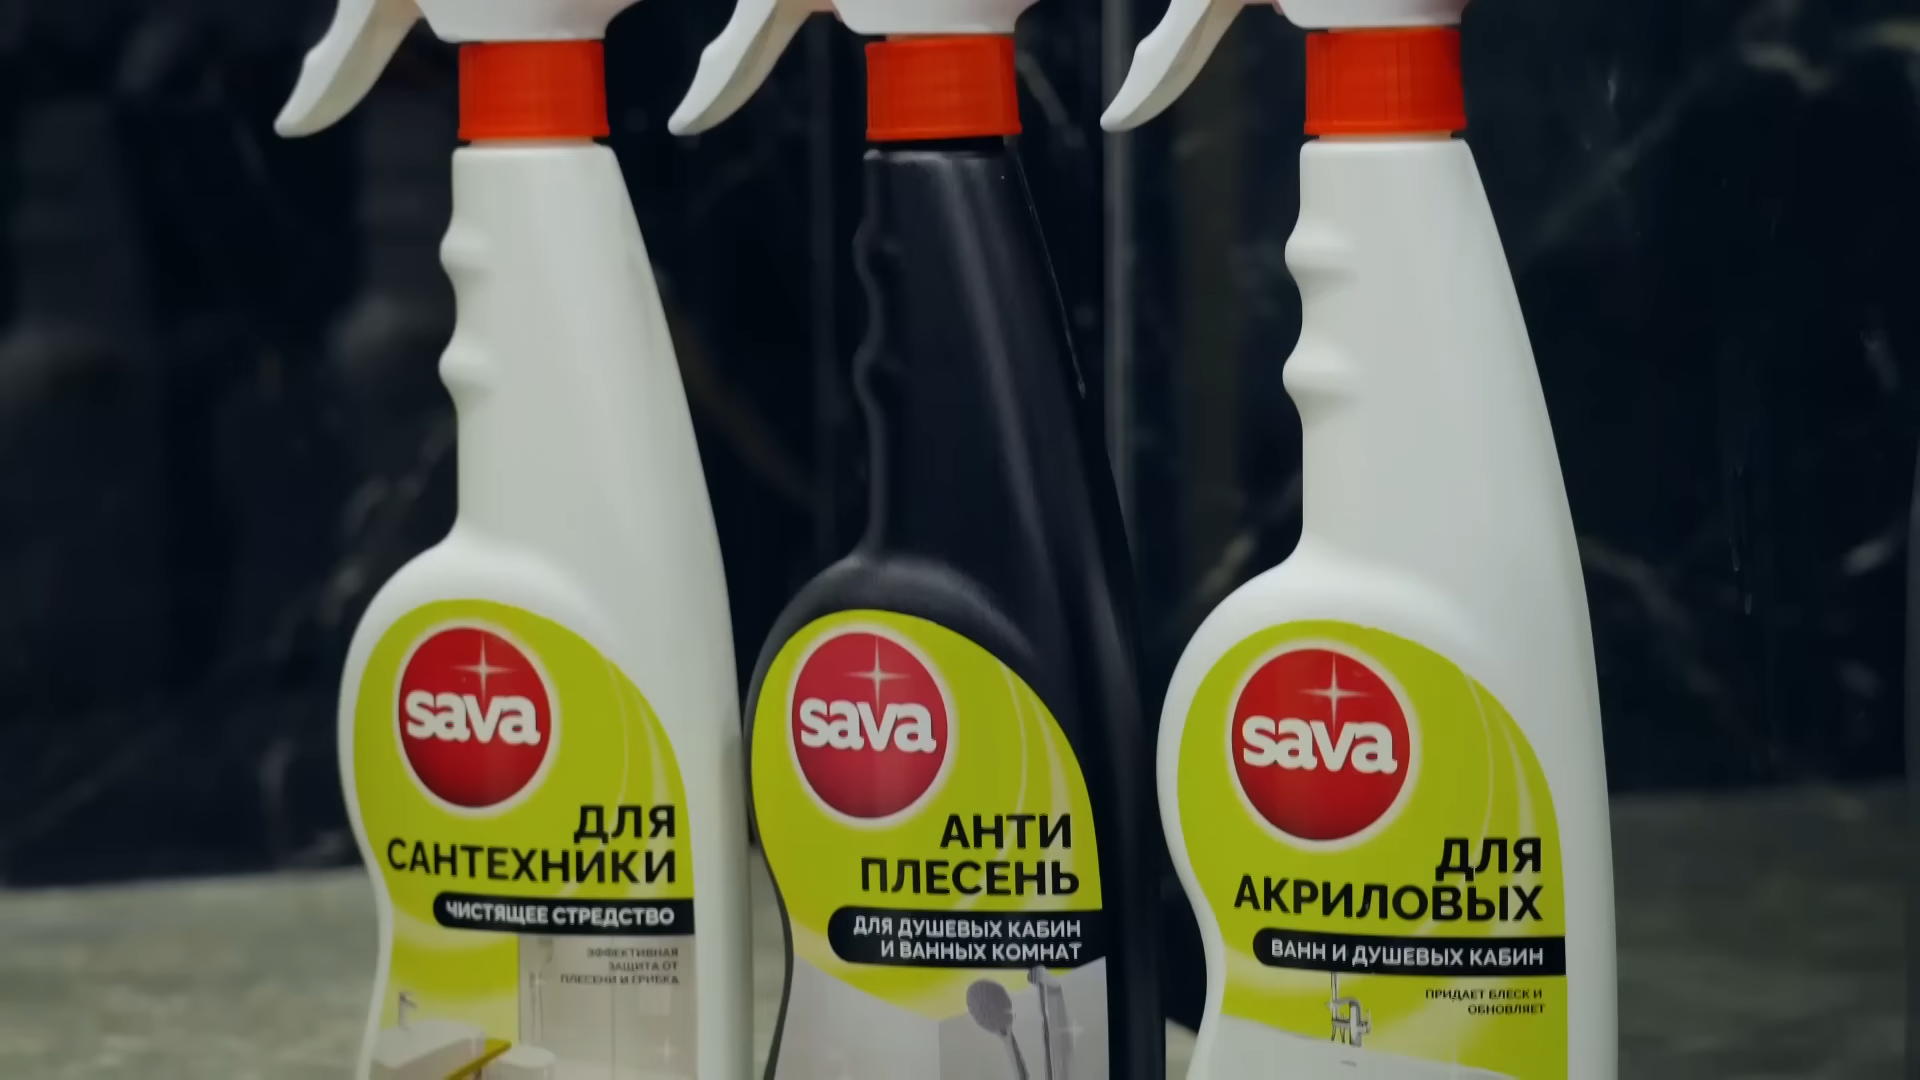 sava
ДЛЯ
САНТЕХНИКИ
ЧИСТЯЩЕЕ СТРЕДСТВО
ЭФФЕКТИВНАЯ
ЗАЩИТА ОТ
ПЛЕСЕНИ И ГРИБКА
sava
АНТИ
ПЛЕСЕНЬ
ДЛЯ ДУШЕВЫХ КАБИН
И ВАННЫХ КОМНАТ
sava
ДЛЯ
АКРИЛОВЫХ
ВАНН И ДУШЕВЫХ КАБИН
ПРИДАЕТ БЛЕСК И
ОБНОВЛЯЕТ